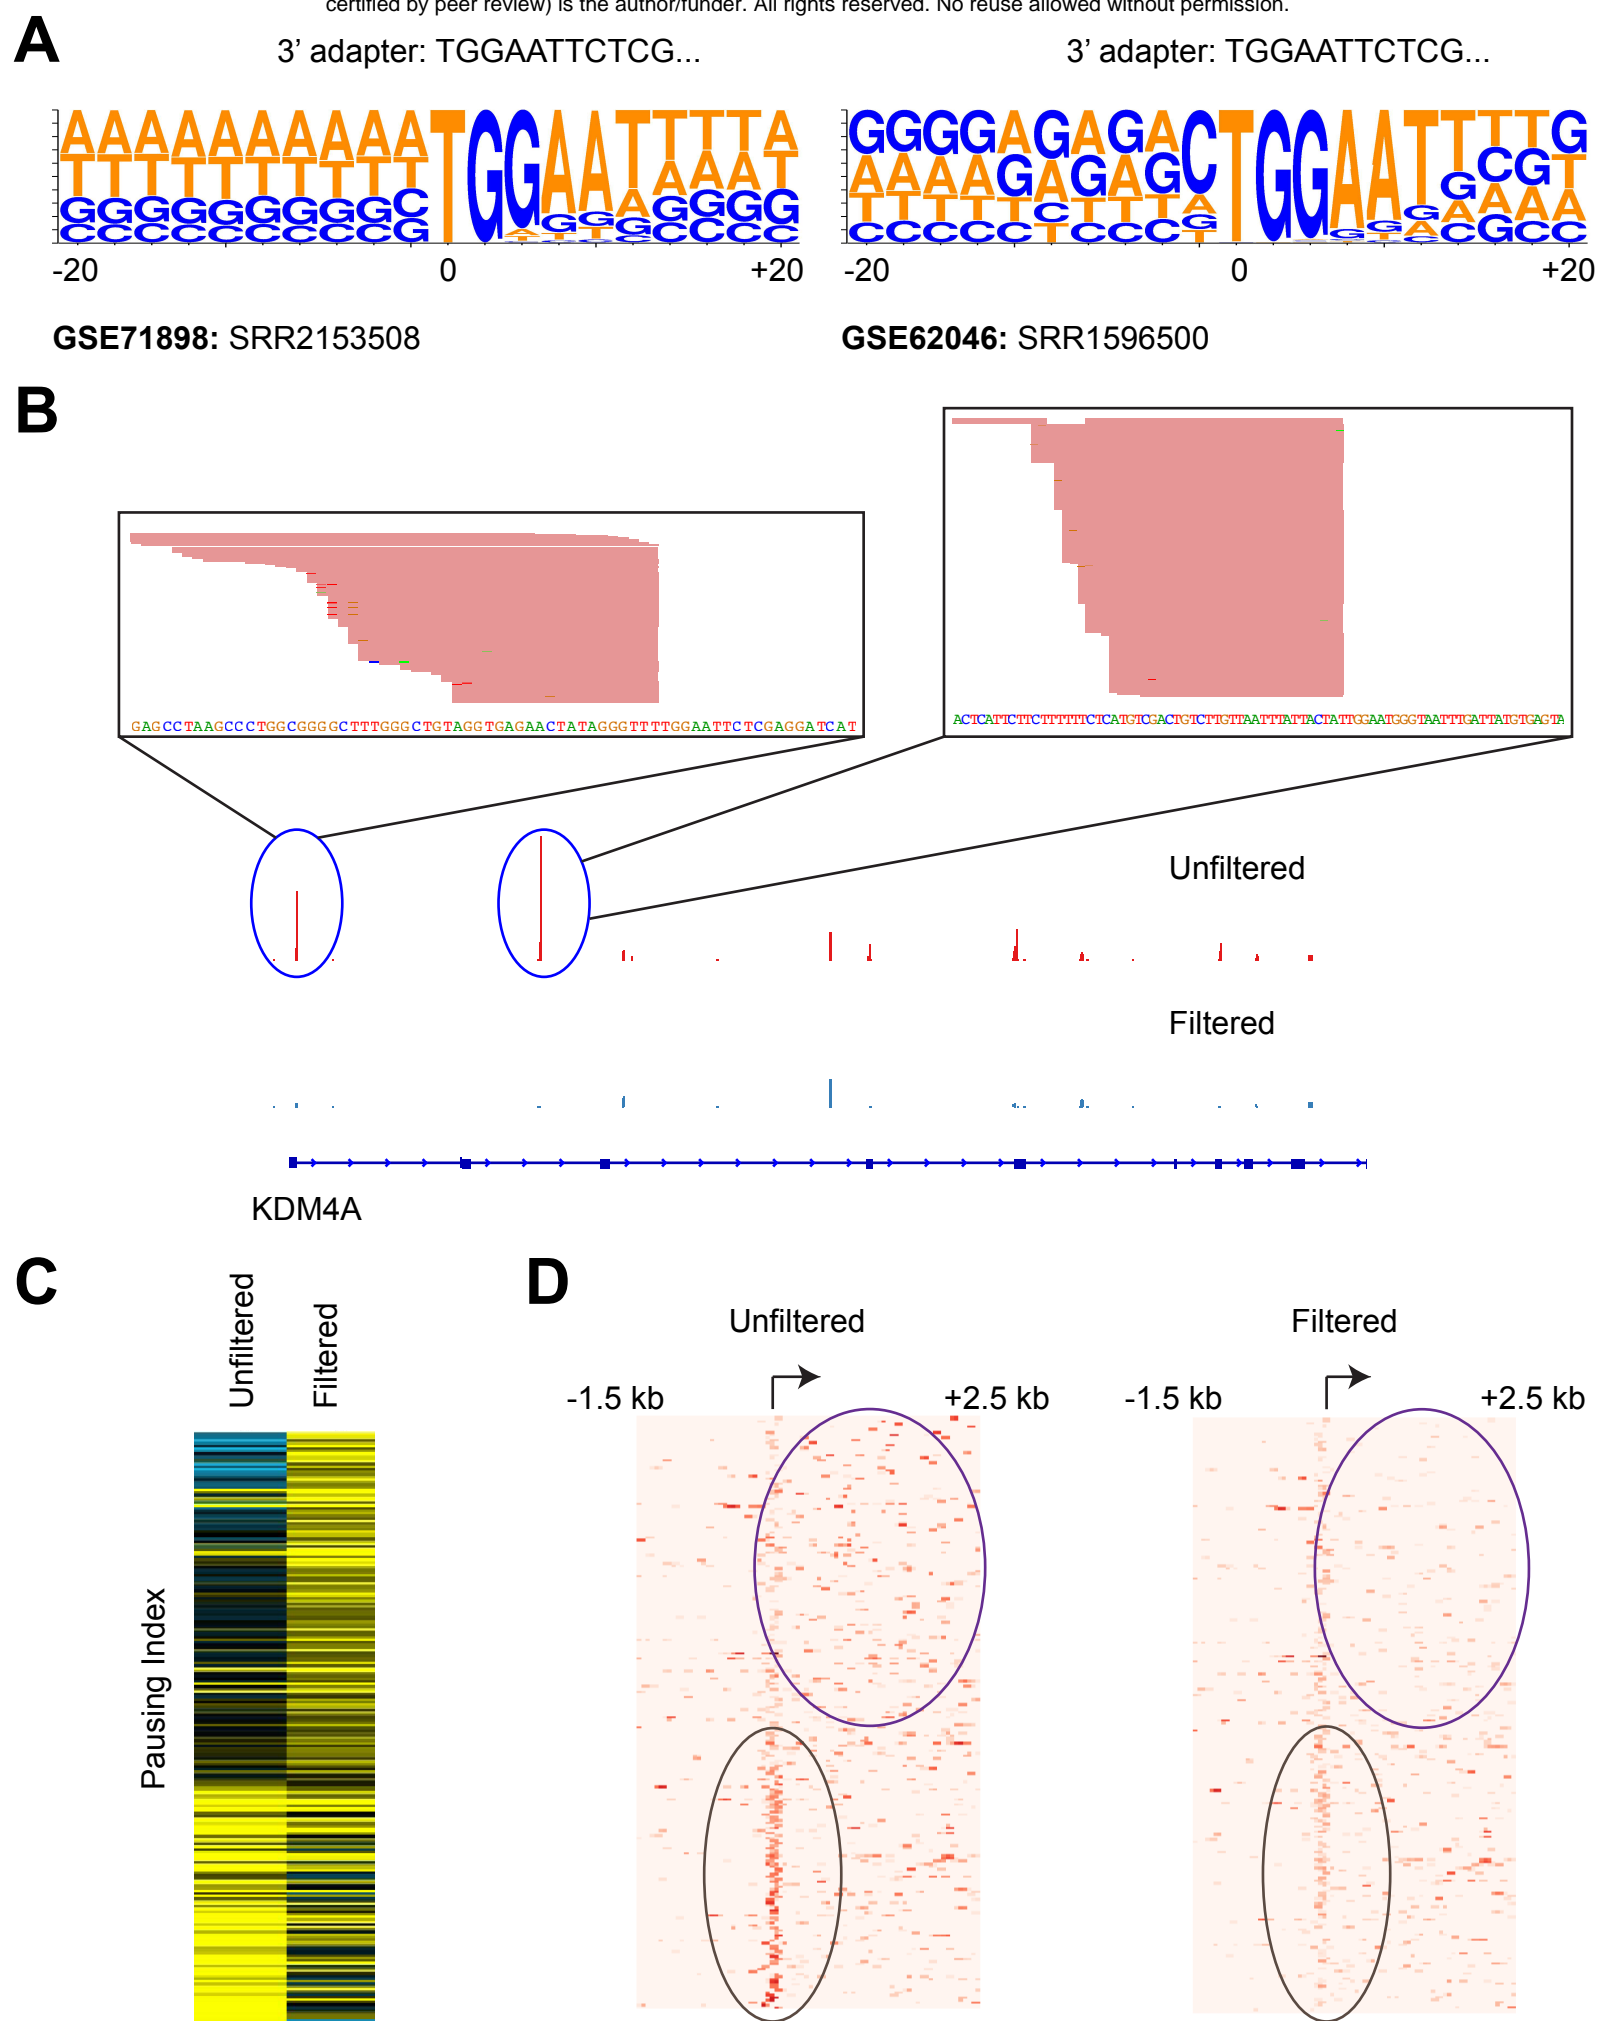 certified by peer review) is the author/funder. All rights reserved. No reuse allowed without permission.
A
3’ adapter: TGGAATTCTCG...
3’ adapter: TGGAATTCTCG...
-20 0 +20
-20 0 +20
GSE71898: SRR2153508
GSE62046: SRR1596500
B
GAGCCTAAGCCCTGGCGGGGCTTTGGGCTGTAGGTGAGAACTATAGGGTTTTGGAATTCTCGAGGATCAT
ACTCATTCTTCTTTTTTCTCATGTCGACTGTCTTGTTAATTTATTACTATTGGAATGGGTAATTTGATTATGTGAGTA
Unfiltered
Filtered
KDM4A
C
Unfiltered
Filtered
Pausing Index
D
Unfiltered
Filtered
-1.5 kb
+2.5 kb
-1.5 kb
+2.5 kb